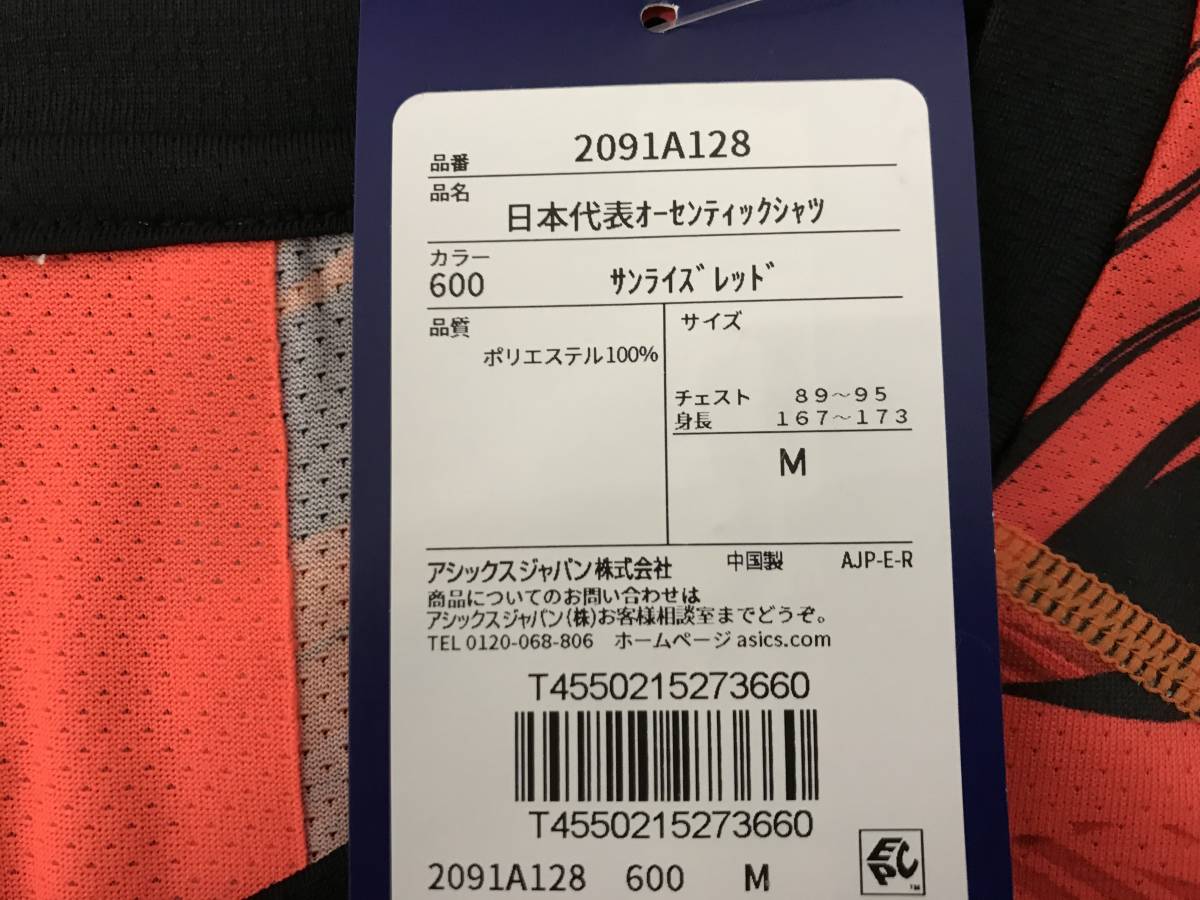 品番 2091A128
品名
日本代表ｵｰｾﾝﾃｨｯｸｼｬﾂ
カラー
600 ｻﾝﾗｲｽﾞﾚｯﾄﾞ
品質
ポリエステル100%
サイズ
チェスト ８９～９５
身長 １６７～１７３
M
アシックスジャパン株式会社 中国製 AJP-E-R
商品についてのお問い合わせは
アシックスジャパン(株)お客様相談室までどうぞ。
TEL 0120-068-806 ホームページ asics.com
T4550215273660
T4550215273660
2091A128 600 M
EPC